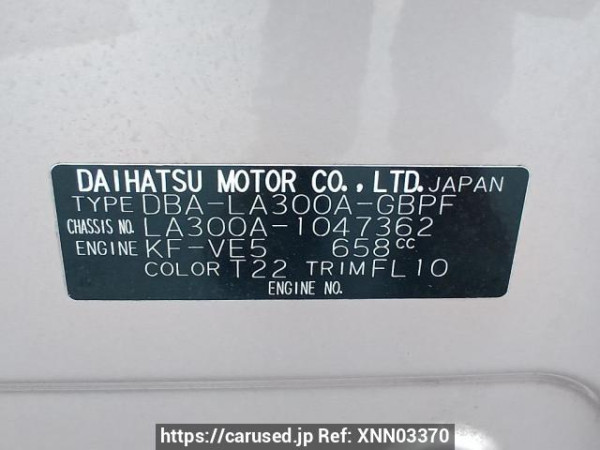 DAIHATSU MOTOR CO., LTD. JAPAN
TYPE DBA-LA300A-GBPF
CHASSIS NO. LA300A-1047362
ENGINE KF-VE5 658cc
COLOR T22 TRIM FL10
ENGINE NO.
https://carused.jp Ref: XNN03370